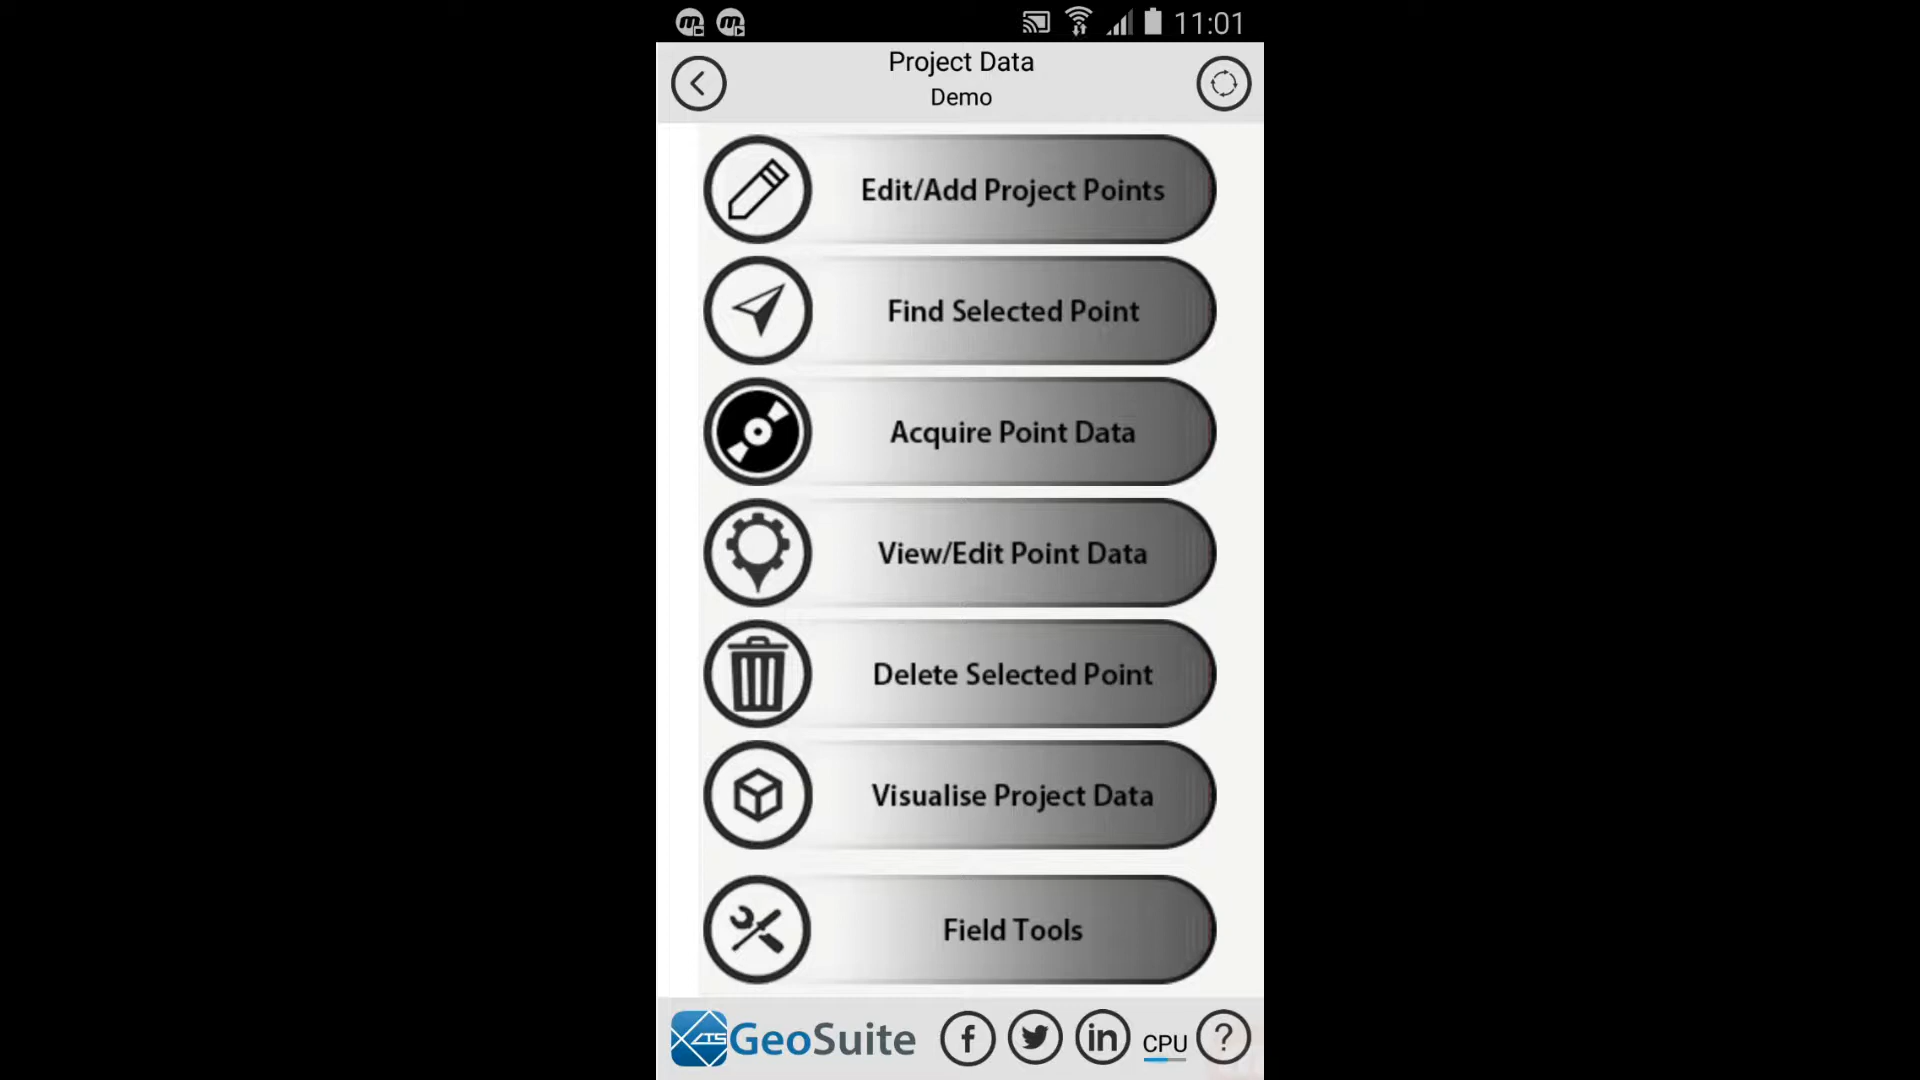 11:01
Project Data
Demo
Edit/Add Project Points
Find Selected Point
Acquire Point Data
View/Edit Point Data
Delete Selected Point
Visualise Project Data
Field Tools
GeoSuite
f
in
CPU
?